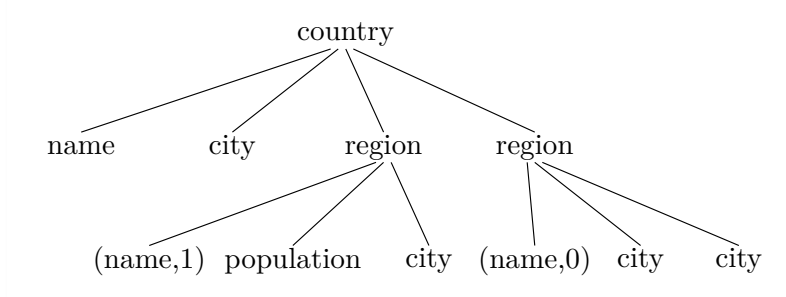 country
name city region region
(name,1) population city (name,0) city city